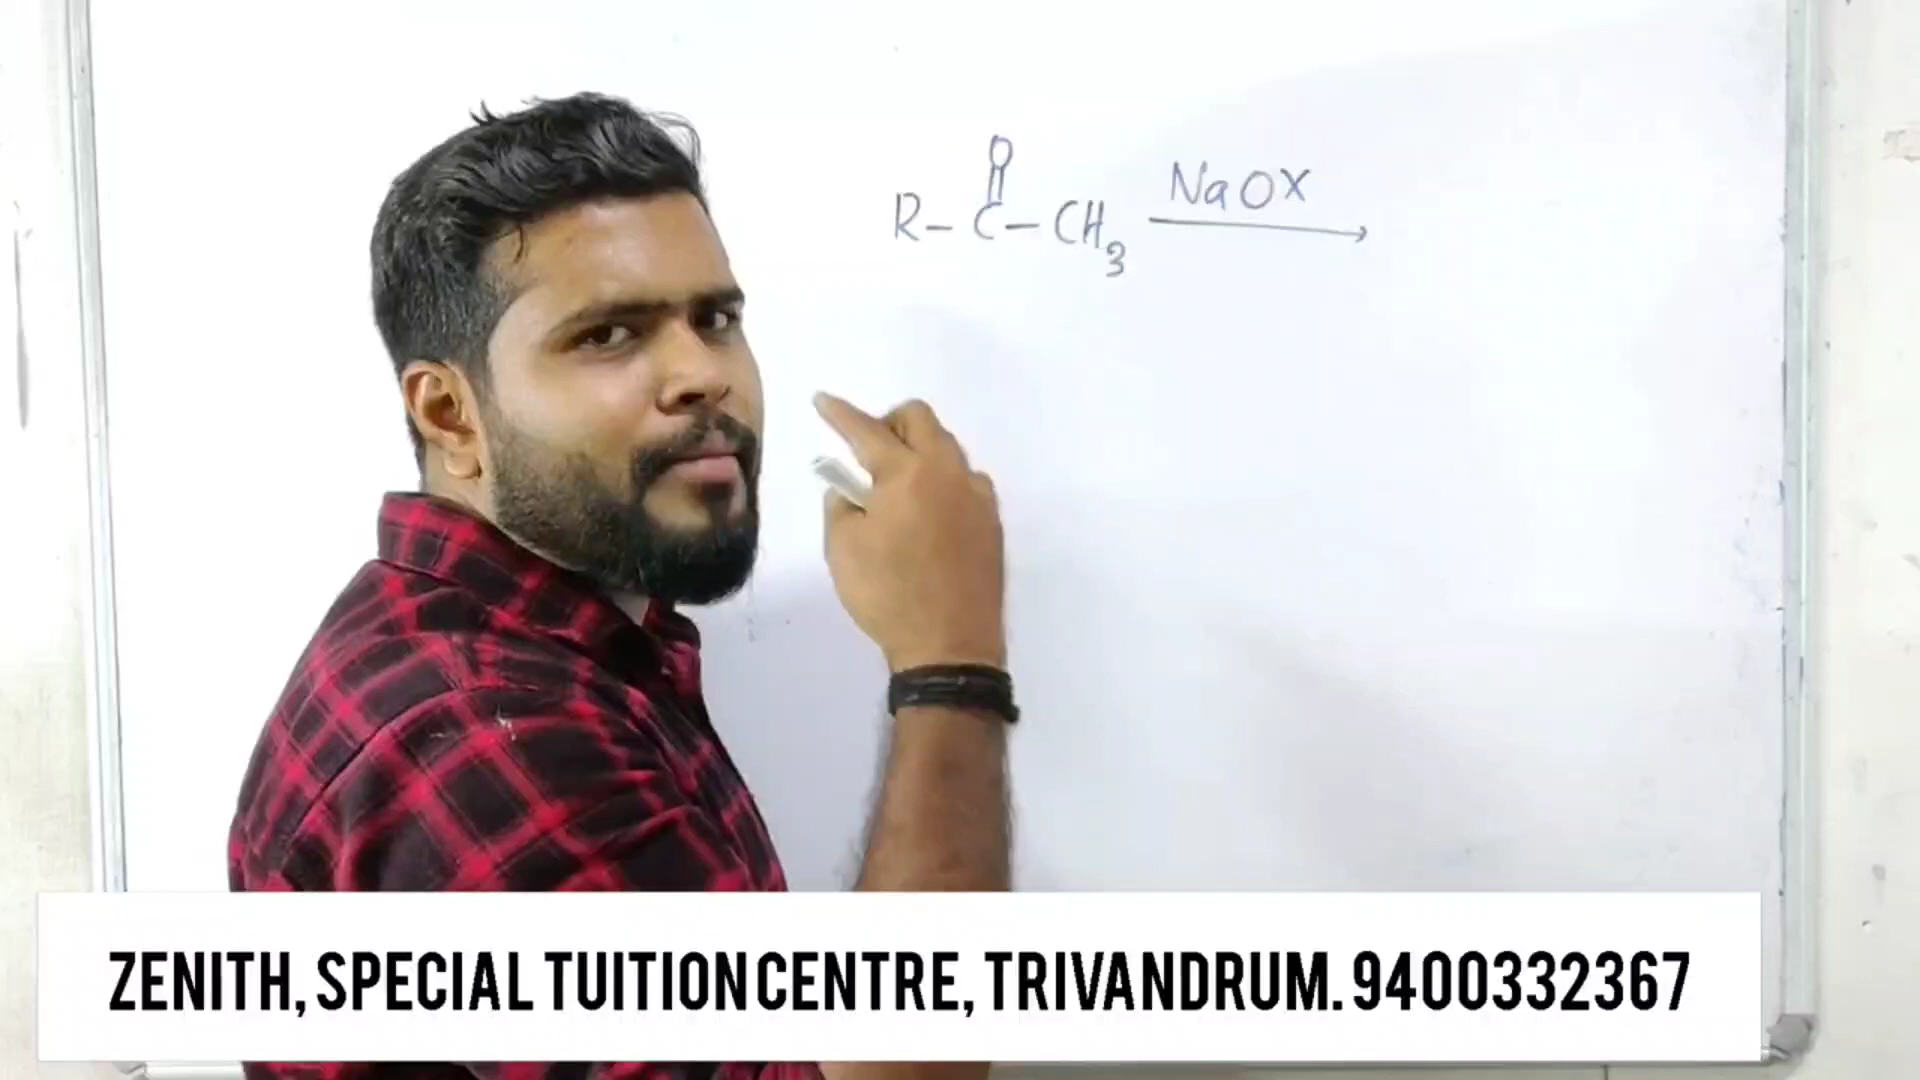 O
R-C-CH3 NaOX
ZENITH, SPECIAL TUITION CENTRE, TRIVANDRUM. 9400332367